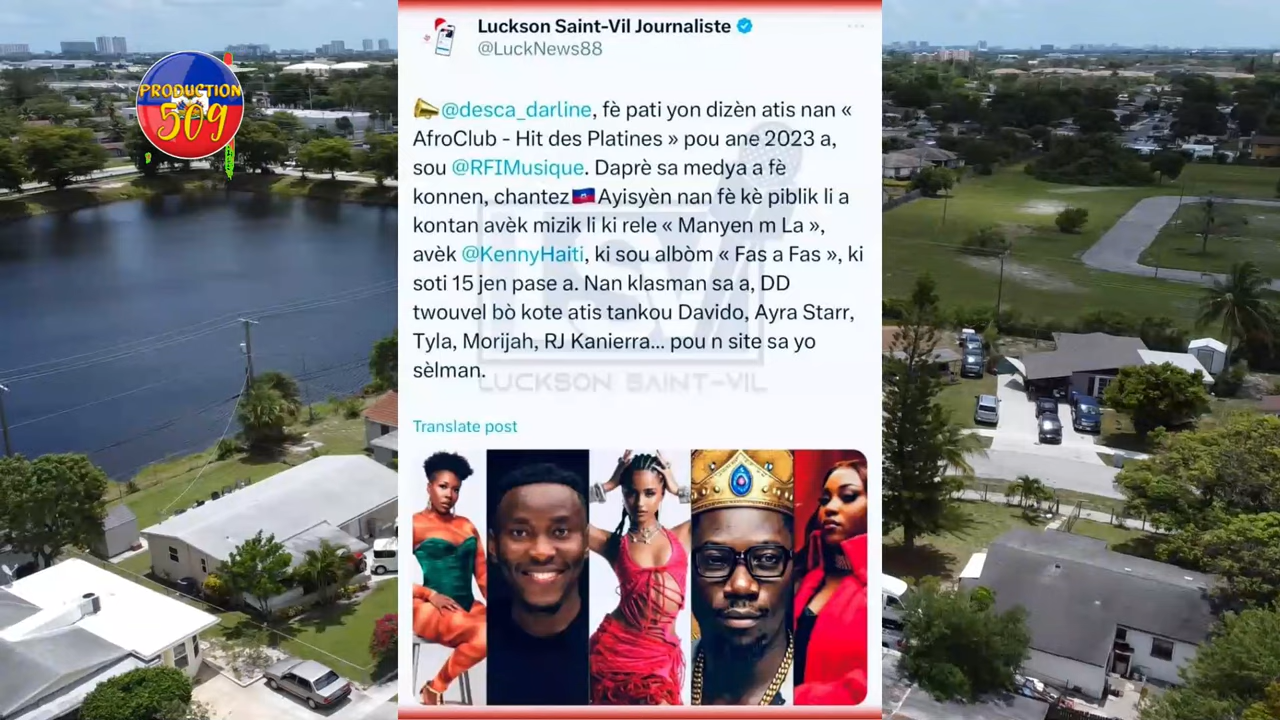 PRODUCTION
509
Luckson Saint-Vil Journaliste
@LuckNews88
@desca_darline, fè pati yon dizèn atis nan «
AfroClub - Hit des Platines » pou ane 2023 a,
sou @RFIMusique. Daprè sa medya a fè
konnen, chantez Ayisyèn nan fè kè piblik li a
kontan avèk mizik li ki rele « Manyen m La »,
avèk @KennyHaiti, ki sou albòm « Fas a Fas », ki
soti 15 jen pase a. Nan klasman sa a, DD
twouvel bò kote atis tankou Davido, Ayra Starr,
Tyla, Morijah, RJ Kanierra... pou n site sa yo
sèlman.
LSV
LUCKSON SAINT-VIL
Translate post